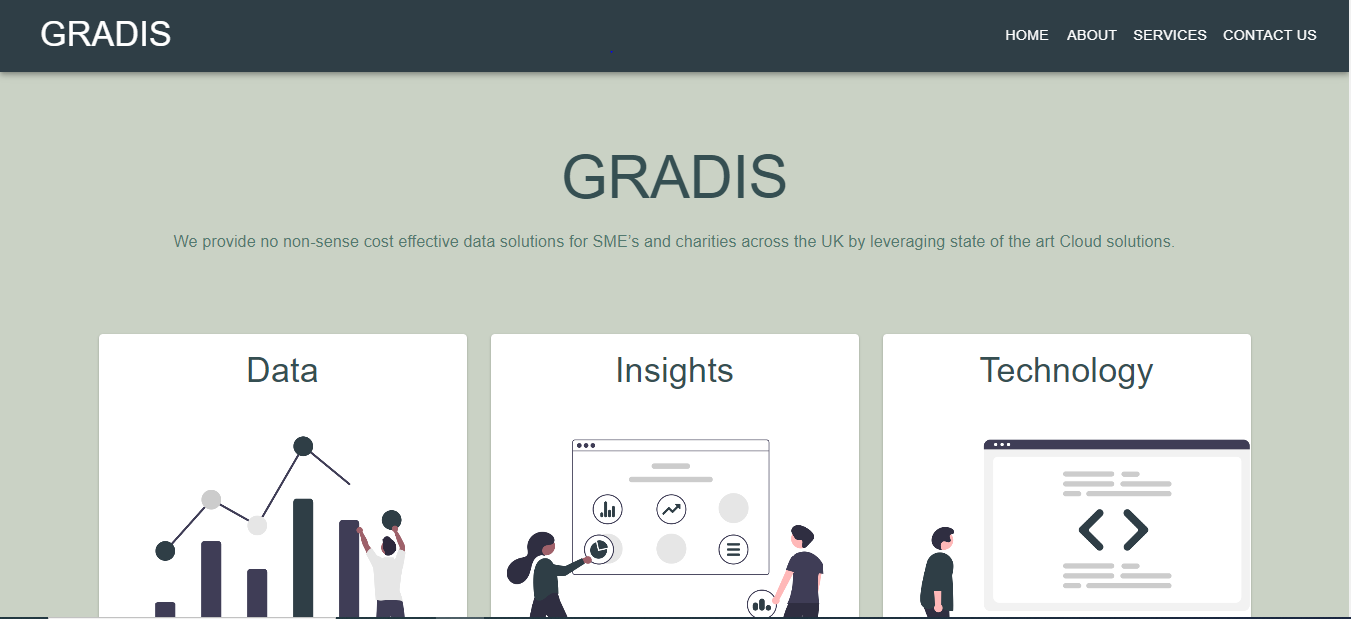 GRADIS
HOME ABOUT SERVICES CONTACT US
GRADIS
We provide no non-sense cost effective data solutions for SME's and charities across the UK by leveraging state of the art Cloud solutions.
Data
Insights
Technology